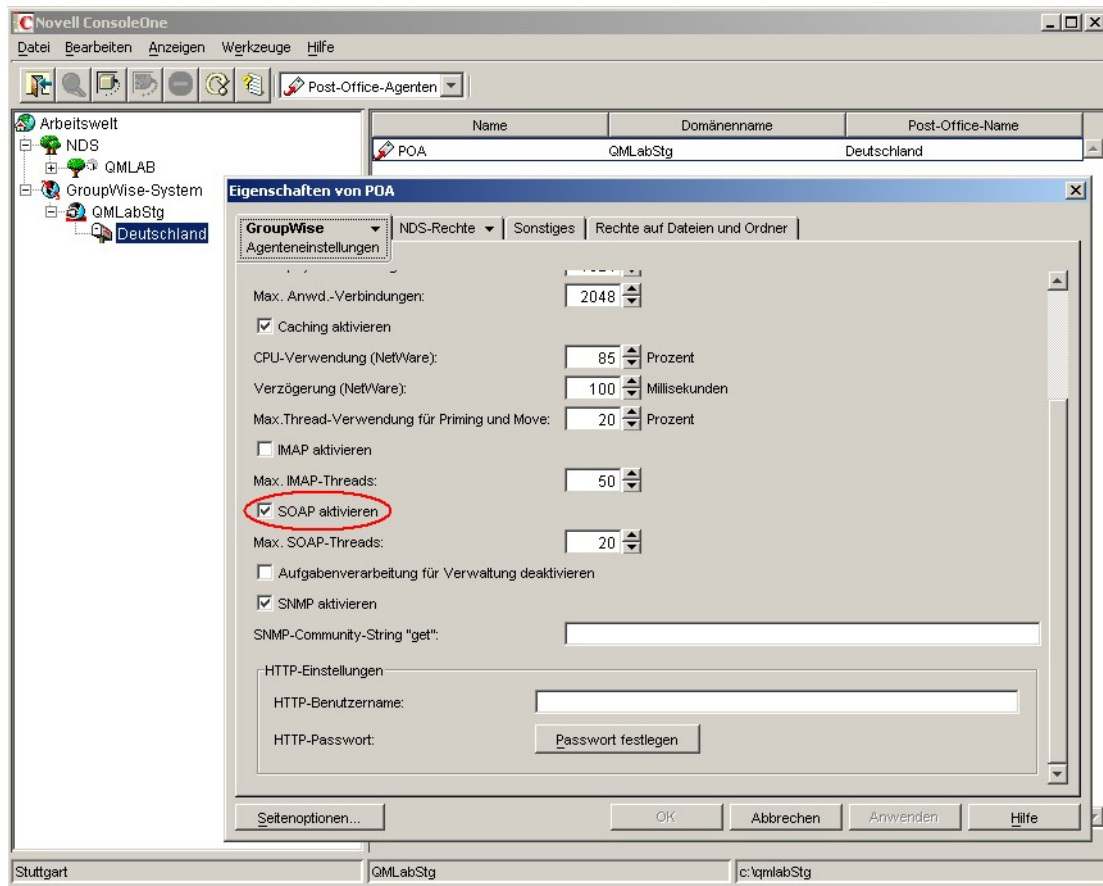 Novell ConsoleOne
Datei Bearbeiten Anzeigen Werkzeuge Hilfe
Post-Office-Agenten
Arbeitswelt
NDS
QMLAB
GroupWise-System
QMLabStg
Deutschland
Name Domänenname Post-Office-Name
POA QMLabStg Deutschland
Eigenschaften von POA
GroupWise NDS-Rechte Sonstiges Rechte auf Dateien und Ordner
Agenteneinstellungen
Max. Anwd.-Verbindungen: 2048
Caching aktivieren
CPU-Verwendung (NetWare): 85 Prozent
Verzögerung (NetWare): 100 Millisekunden
Max.Thread-Verwendung für Priming und Move: 20 Prozent
IMAP aktivieren
Max. IMAP-Threads: 50
SOAP aktivieren
Max. SOAP-Threads: 20
Aufgabenverarbeitung für Verwaltung deaktivieren
SNMP aktivieren
SNMP-Community-String "get":
HTTP-Einstellungen
HTTP-Benutzername:
HTTP-Passwort: Passwort festlegen
Seitenoptionen... OK Abbrechen Anwenden Hilfe
Stuttgart QMLabStg c:\qmlabStg